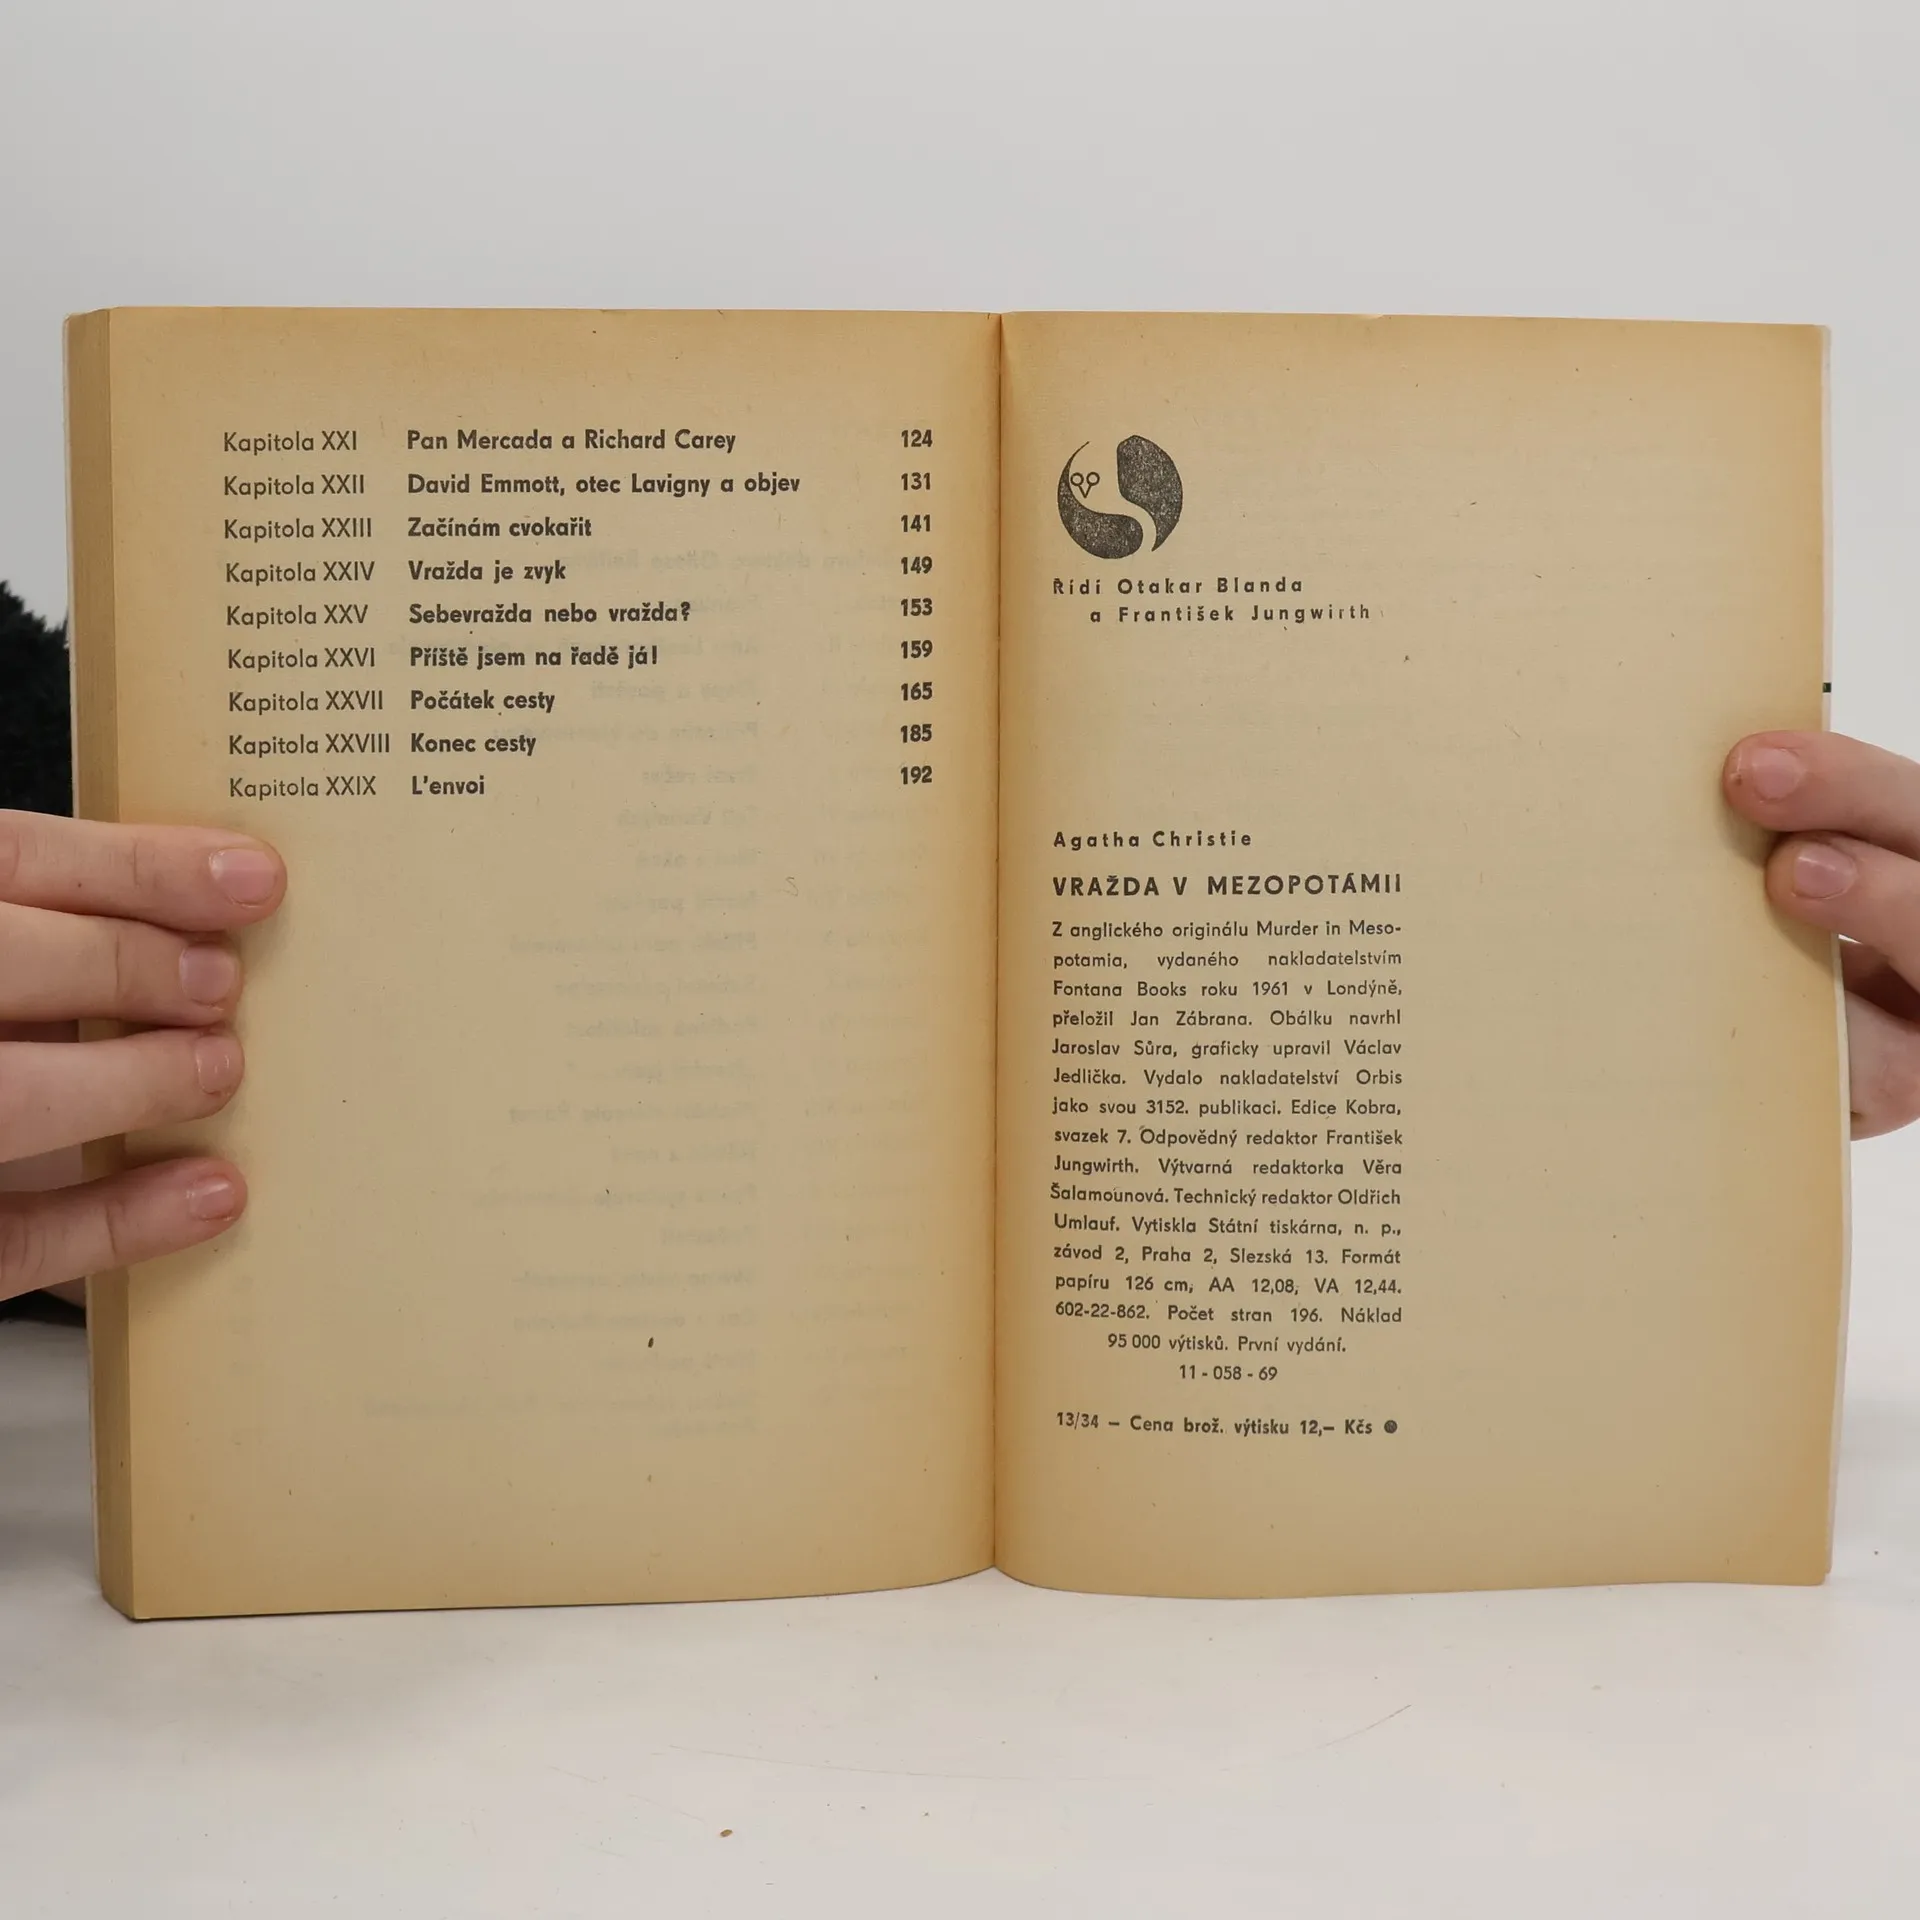 Kapitola XXI Pan Mercada a Richard Carey 124
Kapitola XXII David Emmott, otec Lavigny a objev 131
Kapitola XXIII Začínám cvokařit 141
Kapitola XXIV Vražda je zvyk 149
Kapitola XXV Sebevražda nebo vražda? 153
Kapitola XXVI Příště jsem na řadě já! 159
Kapitola XXVII Počátek cesty 165
Kapitola XXVIII Konec cesty 185
Kapitola XXIX L'envoi 192
Řídí Otakar Blanda
a František Jungwirth
Agatha Christie
VRAŽDA V MEZOPOTÁMII
Z anglického originálu Murder in Meso-
potamia, vydaného nakladatelstvím
Fontana Books roku 1961 v Londýně,
přeložil Jan Zábrana. Obálku navrhl
Jaroslav Sůra, graficky upravil Václav
Jedlička. Vydalo nakladatelství Orbis
jako svou 3152. publikaci. Edice Kobra,
svazek 7. Odpovědný redaktor František
Jungwirth. Výtvarná redaktorka Věra
Šalamounová. Technický redaktor Oldřich
Umlauf. Vytiskla Státní tiskárna, n. p.,
závod 2, Praha 2, Slezská 13. Formát
papíru 126 cm, AA 12,08, VA 12,44.
602-22-862. Počet stran 196. Náklad
95 000 výtisků. První vydání.
11 - 058 - 69
13/34 – Cena brož. výtisku 12,– Kčs